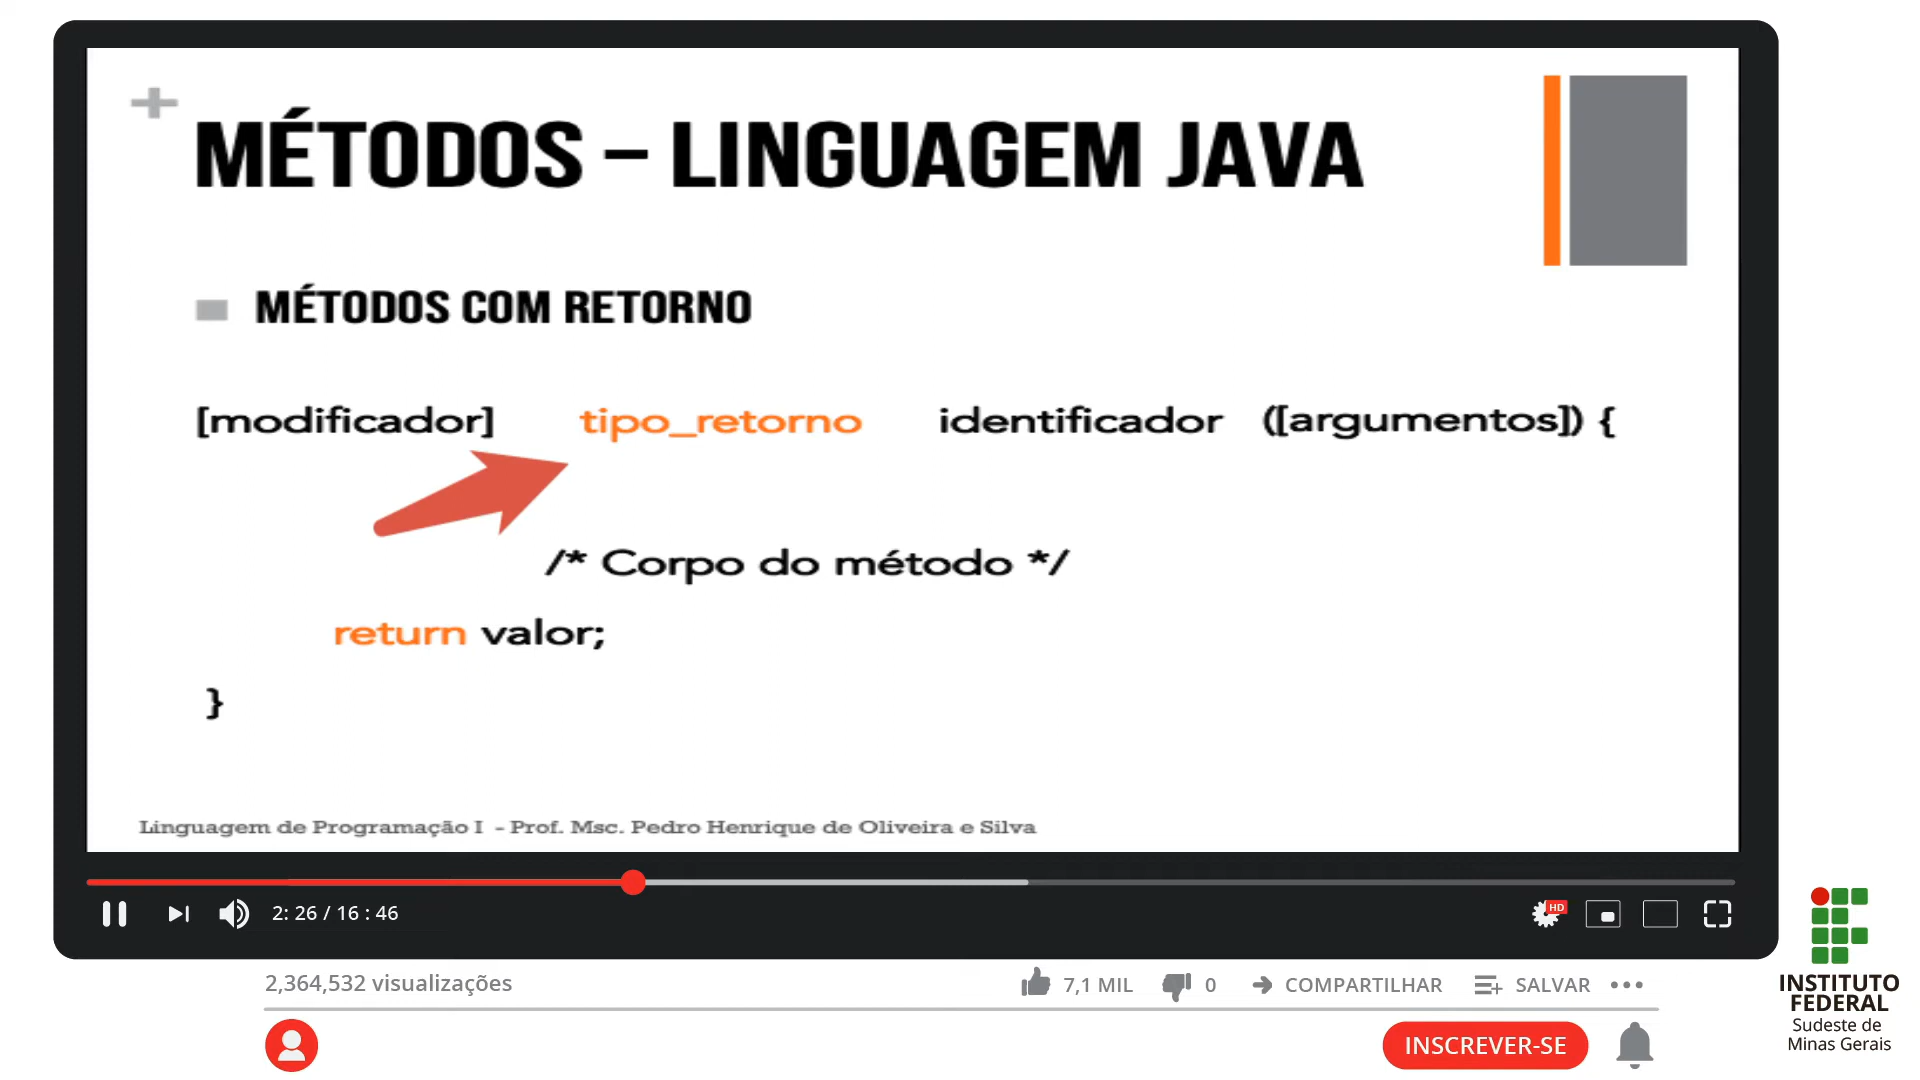 MÉTODOS – LINGUAGEM JAVA
MÉTODOS COM RETORNO
[modificador] tipo_retorno identificador ([argumentos]) {
/* Corpo do método */
return valor;
}
Linguagem de Programação I - Prof. Msc. Pedro Henrique de Oliveira e Silva
2: 26 / 16 : 46
HD
2,364,532 visualizações
7,1 MIL
0
COMPARTILHAR
SALVAR
INSCREVER-SE
INSTITUTO
FEDERAL
Sudeste de
Minas Gerais